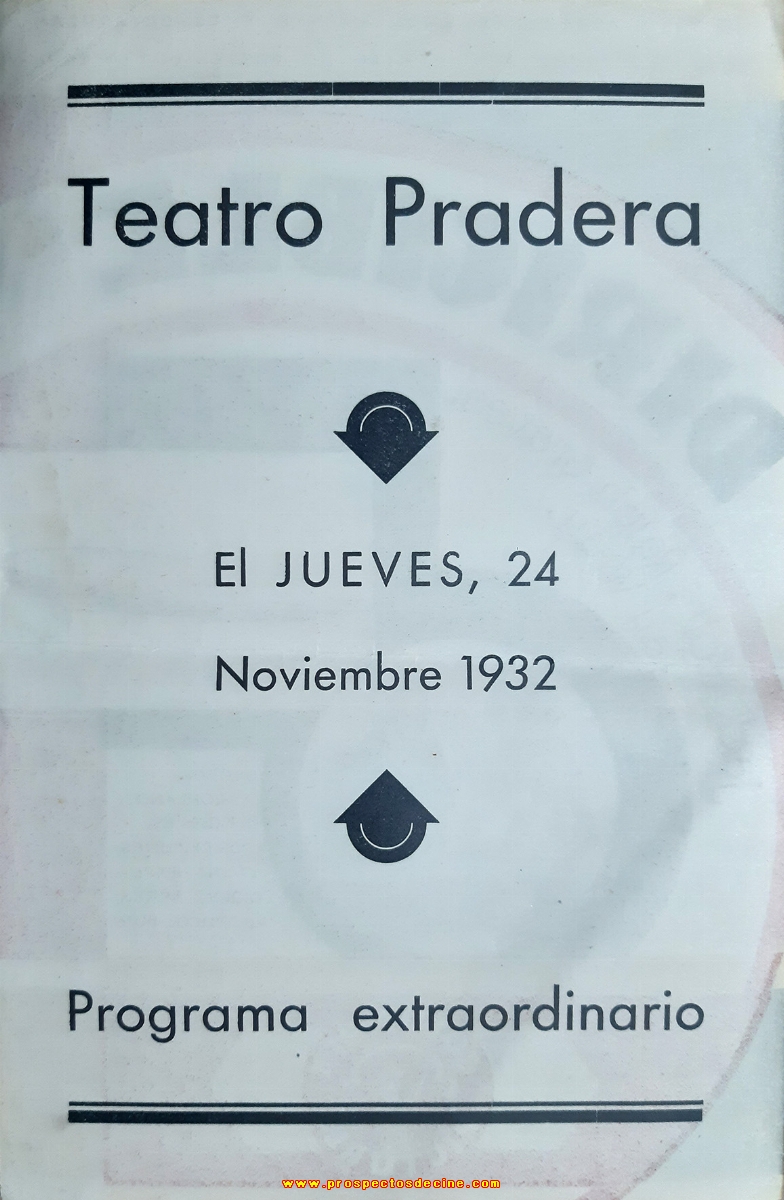 Teatro Pradera
El JUEVES, 24
Noviembre 1932
Programa extraordinario
www.prospectosdecine.com